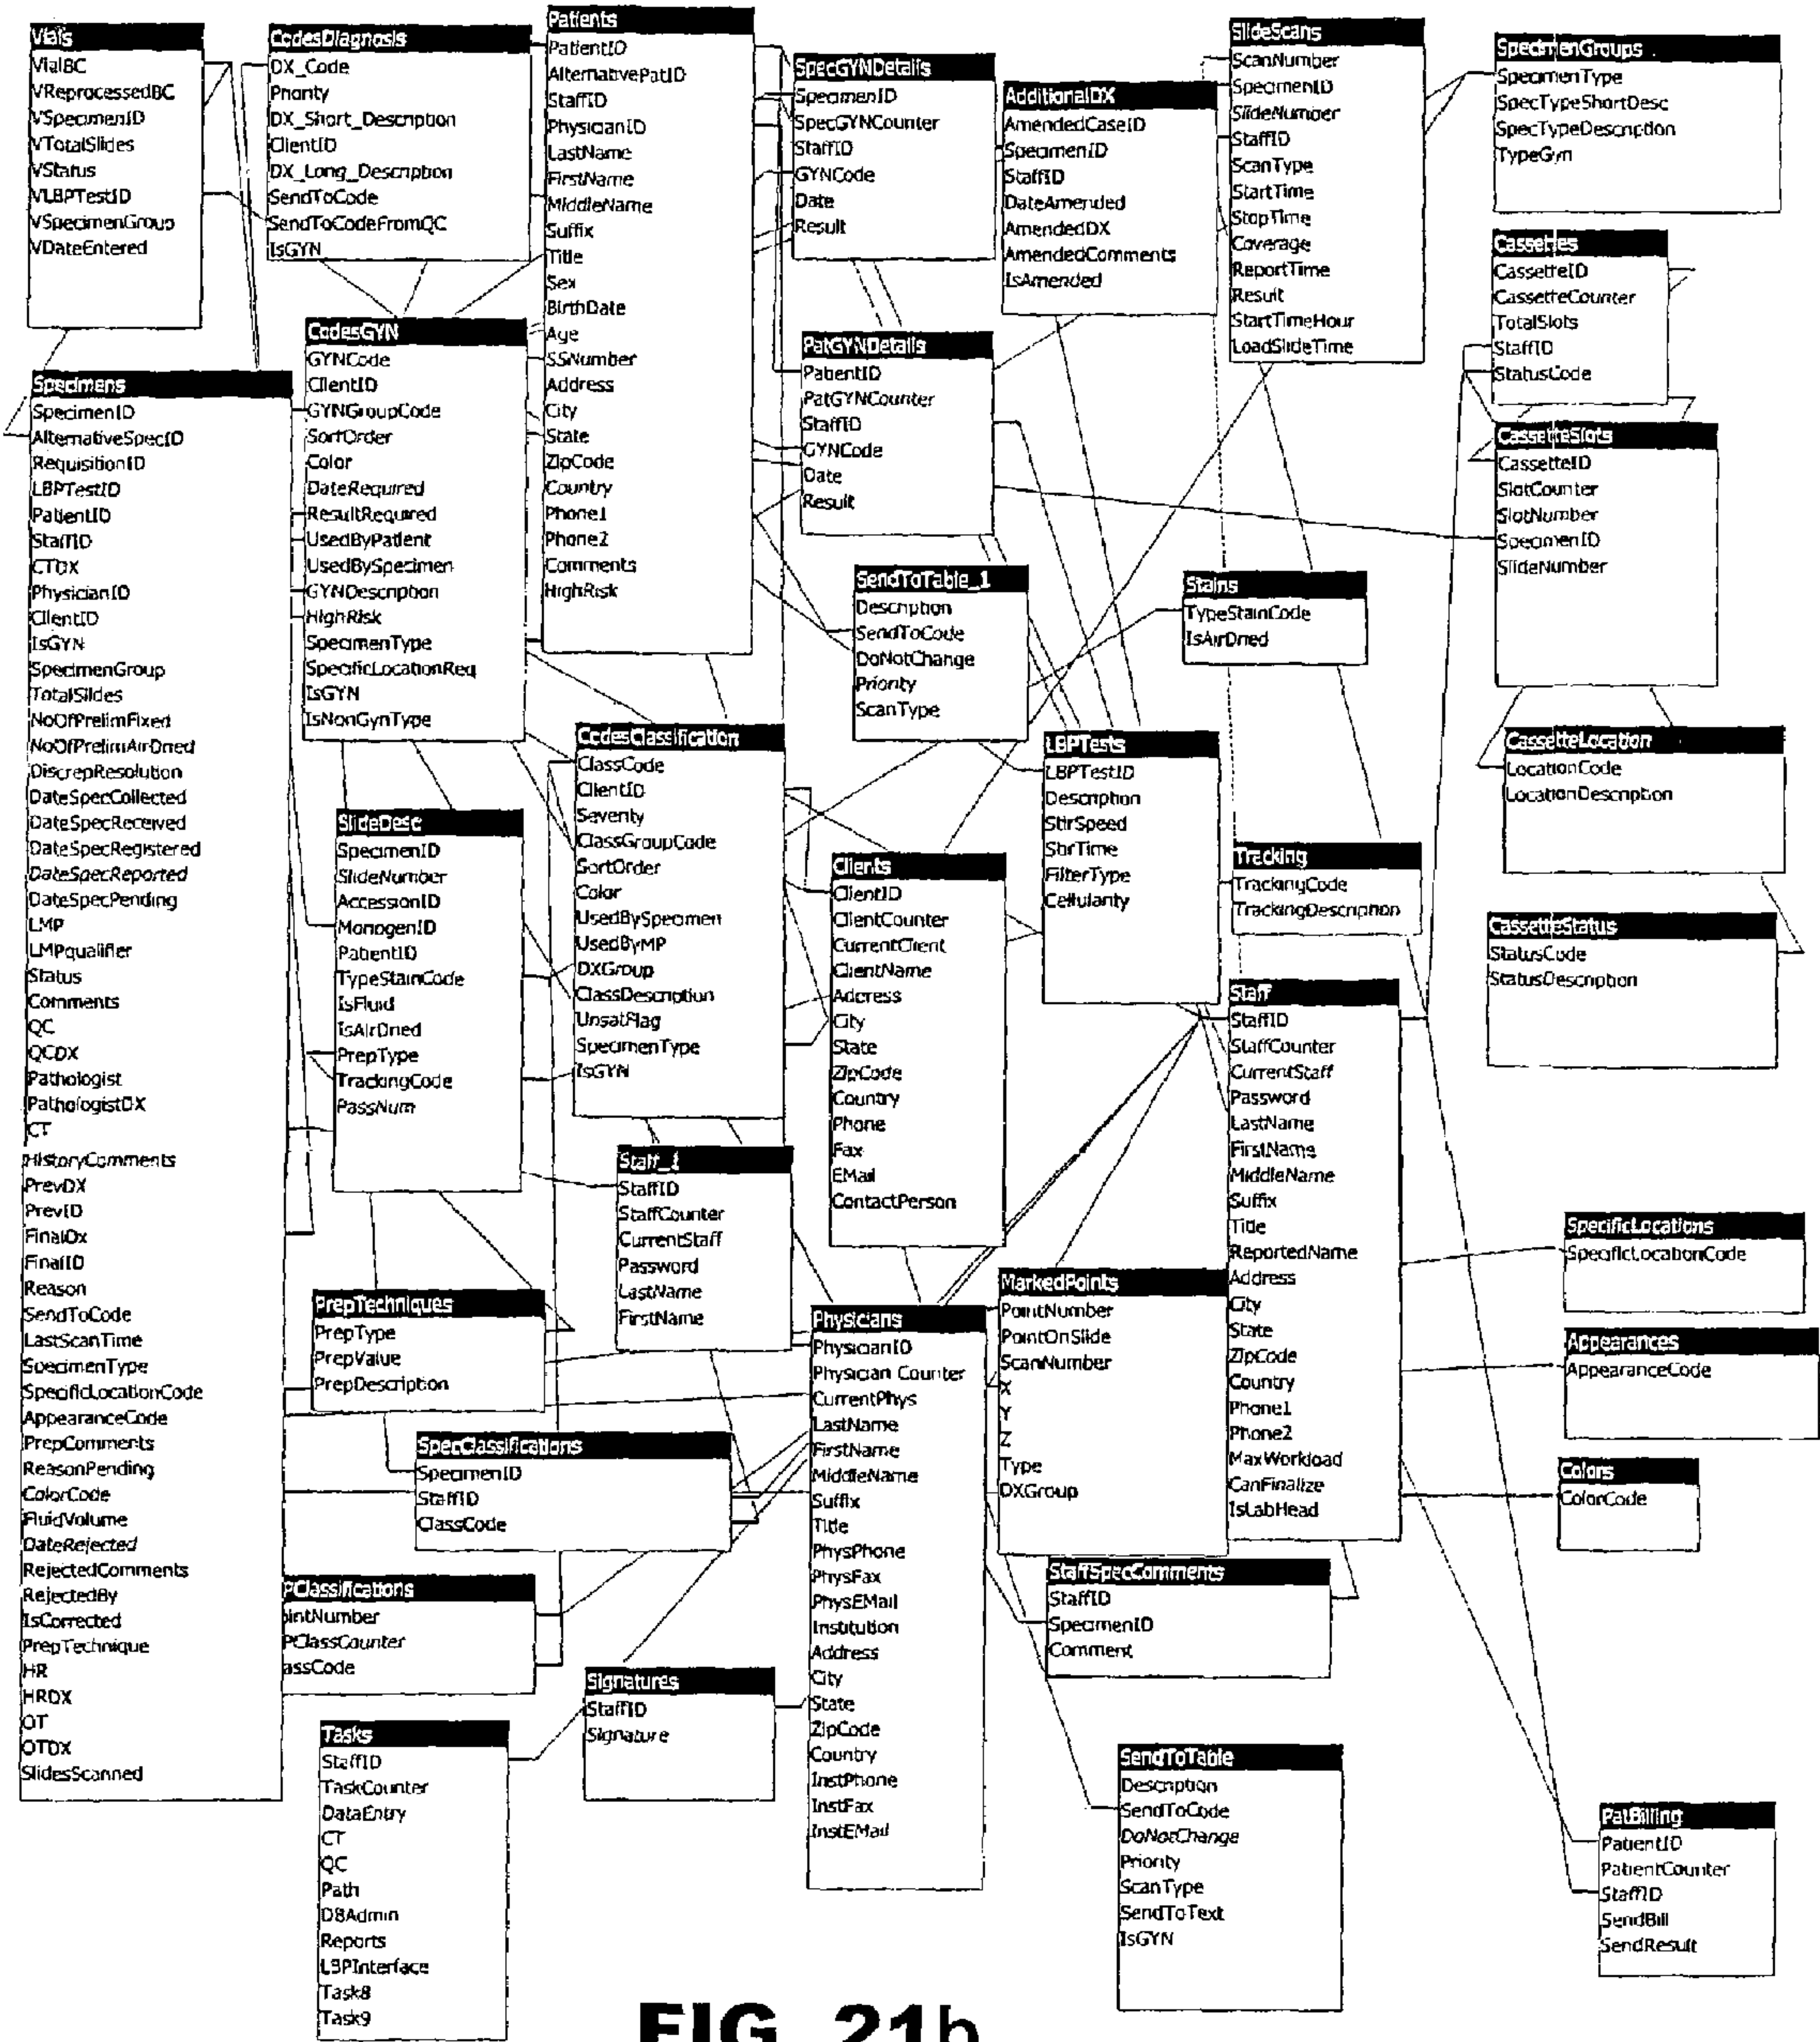 Vials
VialBC
VReprocessedBC
VSpecimenID
VTotalSlides
VStatus
VLBPTestID
VSpecimenGroup
VDateEntered
CodesDiagnosis
DX_Code
Priority
DX_Short_Description
ClientID
DX_Long_Description
SendToCode
SendToCodeFromQC
IsGYN
Patients
PatientID
AlternativePatID
StaffID
PhysicianID
LastName
FirstName
MiddleName
Suffix
Title
Sex
BirthDate
Age
SSNumber
Address
City
State
ZipCode
Country
Phone1
Phone2
Comments
HighRisk
SpecGYNDetails
SpecimenID
SpecGYNCounter
StaffID
GYNCode
Date
Result
AdditionalDX
AmendedCaseID
SpecimenID
StaffID
DateAmended
AmendedDX
AmendedComments
IsAmended
SlideScans
ScanNumber
SpecimenID
SlideNumber
StaffID
ScanType
StartTime
StopTime
Coverage
ReportTime
Result
StartTimeHour
LoadSlideTime
SpecimenGroups
SpecimenType
SpecTypeShortDesc
SpecTypeDescription
TypeGyn
Cassettes
CassetteID
CassetteCounter
TotalSlots
StaffID
StatusCode
CassetteSlots
CassetteID
SlotCounter
SlotNumber
SpecimenID
SlideNumber
CodesGYN
GYNCode
ClientID
GYNGroupCode
SortOrder
Color
DateRequired
ResultRequired
UsedByPatient
UsedBySpecimen
GYNDescription
HighRisk
SpecimenType
SpecificLocationReq
IsGYN
IsNonGynType
PatGYNDetails
PatientID
PatGYNCounter
StaffID
GYNCode
Date
Result
Specimens
SpecimenID
AlternativeSpecID
RequisitionID
LBPTestID
PatientID
StaffID
CTDX
PhysicianID
ClientID
IsGYN
SpecimenGroup
TotalSlides
NoOfPrelimFixed
NoOfPrelimAirDried
DiscrepResolution
DateSpecCollected
DateSpecReceived
DateSpecRegistered
DateSpecReported
DateSpecPending
LMP
LMPqualifier
Status
Comments
QC
QCDX
Pathologist
PathologistDX
CT
HistoryComments
PrevDX
PrevID
FinalDx
FinalID
Reason
SendToCode
LastScanTime
SpecimenType
SpecificLocationCode
AppearanceCode
PrepComments
ReasonPending
ColorCode
FluidVolume
DateRejected
RejectedComments
RejectedBy
IsCorrected
PrepTechnique
HR
HRDX
OT
OTDX
SlidesScanned
SendToTable_1
Description
SendToCode
DoNotChange
Priority
ScanType
Stains
TypeStainCode
IsAirDried
CassetteLocation
LocationCode
LocationDescription
CodesClassification
ClassCode
ClientID
Severity
ClassGroupCode
SortOrder
Color
UsedBySpecimen
UsedByMP
DXGroup
ClassDescription
UnsatFlag
SpecimenType
IsGYN
LBPTests
LBPTestID
Description
StirSpeed
StirTime
FilterType
Cellularity
SlideDesc
SpecimenID
SlideNumber
AccessionID
MonogenID
PatientID
TypeStainCode
IsFluid
IsAirDried
PrepType
TrackingCode
PassNum
Clients
ClientID
ClientCounter
CurrentClient
ClientName
Address
City
State
ZipCode
Country
Phone
Fax
EMail
ContactPerson
Tracking
TrackingCode
TrackingDescription
CassetteStatus
StatusCode
StatusDescription
Staff
StaffID
StaffCounter
CurrentStaff
Password
LastName
FirstName
MiddleName
Suffix
Title
ReportedName
Address
City
State
ZipCode
Country
Phone1
Phone2
MaxWorkload
CanFinalize
IsLabHead
Staff_1
StaffID
StaffCounter
CurrentStaff
Password
LastName
FirstName
SpecificLocations
SpecificLocationCode
Appearances
AppearanceCode
Colors
ColorCode
MarkedPoints
PointNumber
PointOnSlide
ScanNumber
X
Y
Z
Type
DXGroup
PrepTechniques
PrepType
PrepValue
PrepDescription
Physicians
PhysicianID
Physician Counter
CurrentPhys
LastName
FirstName
MiddleName
Suffix
Title
PhysPhone
PhysFax
PhysEMail
Institution
Address
City
State
ZipCode
Country
InstPhone
InstFax
InstEMail
SpecClassifications
SpecimenID
StaffID
ClassCode
PClassifications
ointNumber
PClassCounter
assCode
StaffSpecComments
StaffID
SpecimenID
Comment
Signatures
StaffID
Signature
Tasks
StaffID
TaskCounter
DataEntry
CT
QC
Path
DBAdmin
Reports
LBPInterface
Task8
Task9
SendToTable
Description
SendToCode
DoNotChange
Priority
ScanType
SendToText
IsGYN
PatBilling
PatientID
PatientCounter
StaffID
SendBill
SendResult
FIG. 21b